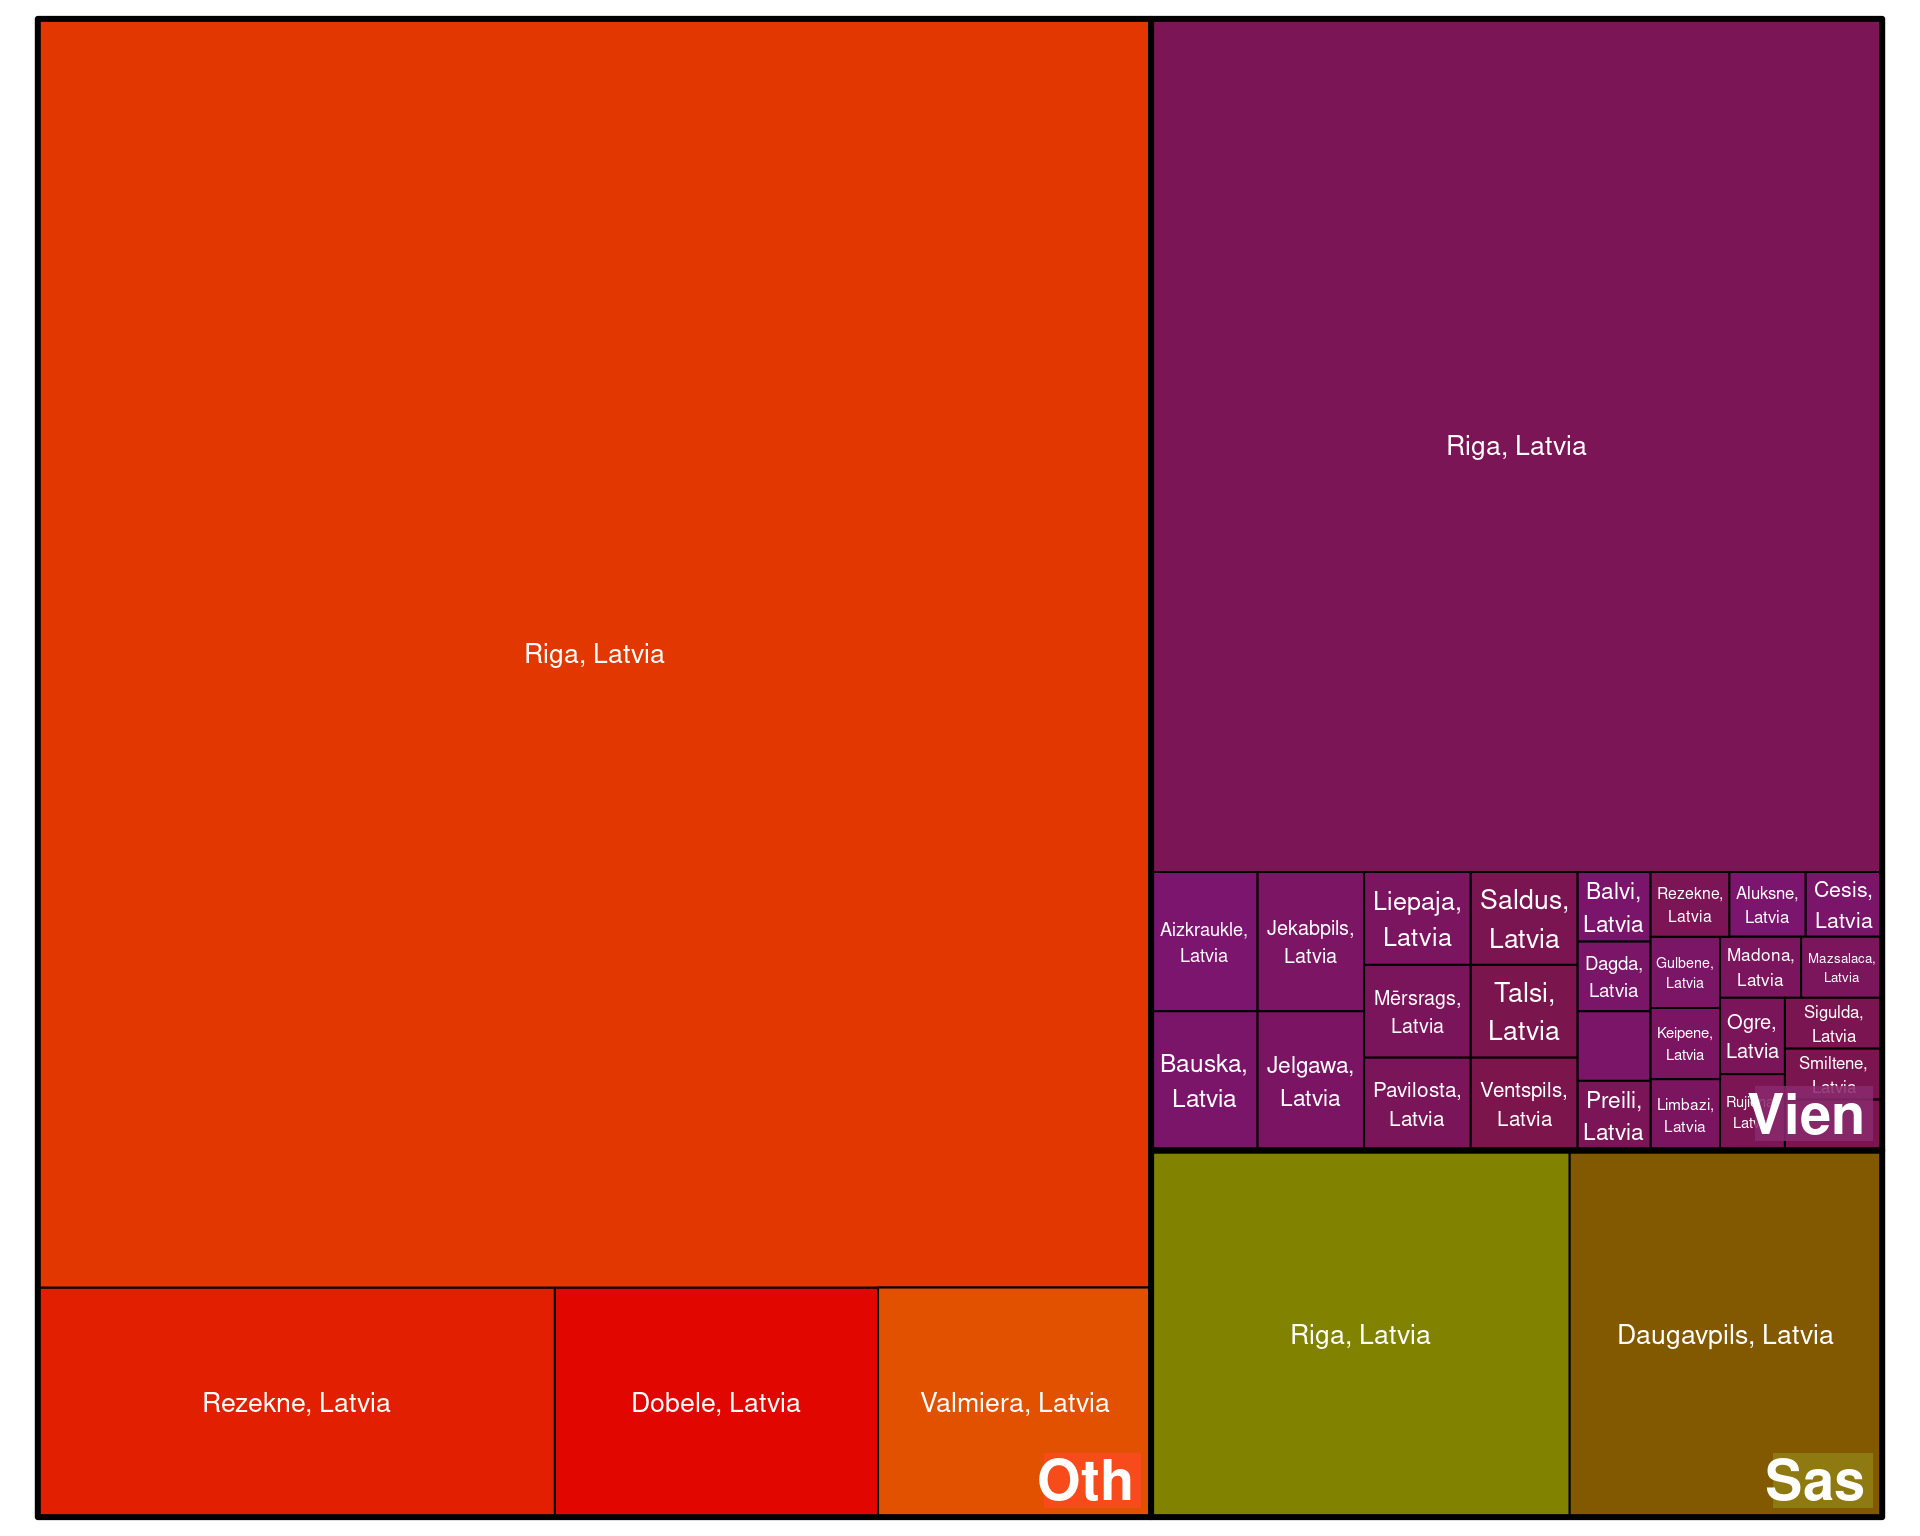 Riga, Latvia
Rezekne, Latvia
Dobele, Latvia
Valmiera, Latvia
Oth
Riga, Latvia
Aizkraukle,
Latvia
Bauska,
Latvia
Jekabpils,
Latvia
Jelgawa,
Latvia
Liepaja,
Latvia
Mērsrags,
Latvia
Pavilosta,
Latvia
Saldus,
Latvia
Talsi,
Latvia
Ventspils,
Latvia
Balvi,
Latvia
Dagda,
Latvia
Preili,
Latvia
Rezekne,
Latvia
Aluksne,
Latvia
Cesis,
Latvia
Gulbene,
Latvia
Keipene,
Latvia
Limbazi,
Latvia
Madona,
Latvia
Mazsalaca,
Latvia
Ogre,
Latvia
Sigulda,
Latvia
Smiltene,
Latvia
Vien
Riga, Latvia
Daugavpils, Latvia
Sas